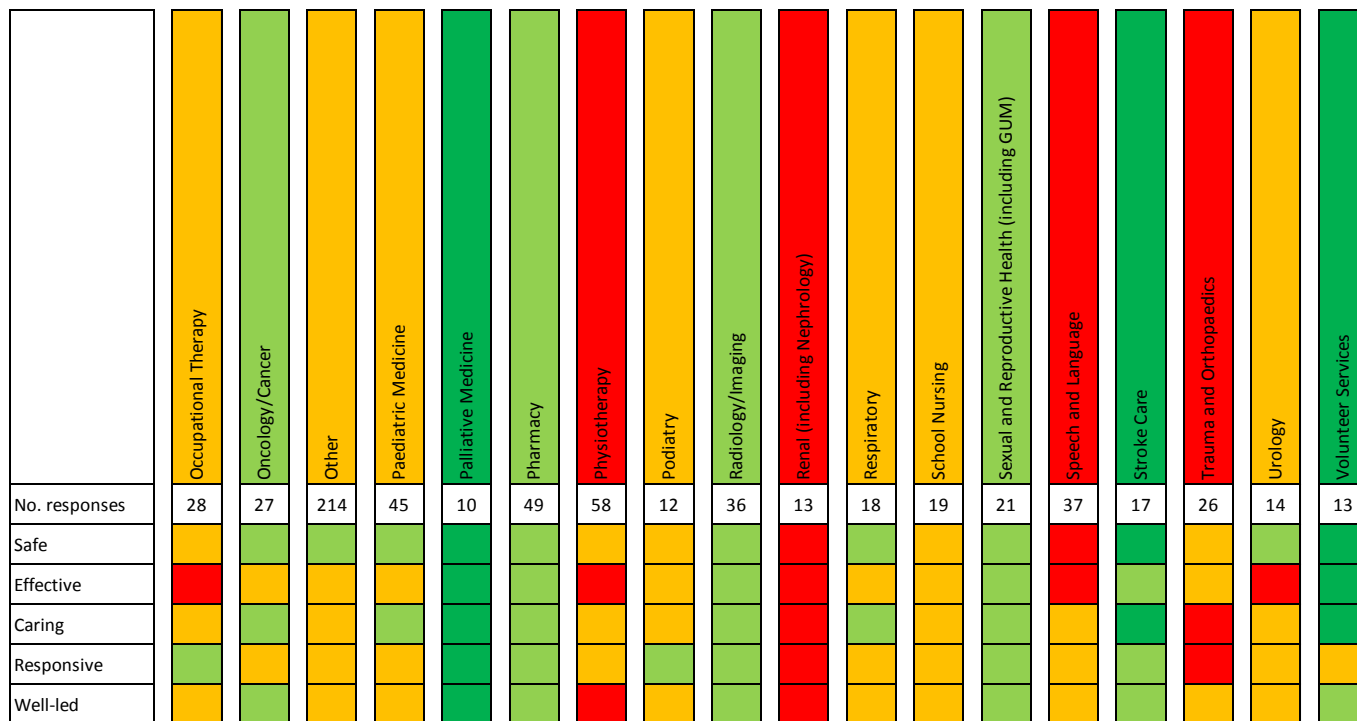 Occupational Therapy
Oncology/Cancer
Other
Paediatric Medicine
Palliative Medicine
Pharmacy
Physiotherapy
Podiatry
Radiology/Imaging
Renal (including Nephrology)
Respiratory
School Nursing
Sexual and Reproductive Health (including GUM)
Speech and Language
Stroke Care
Trauma and Orthopaedics
Urology
Volunteer Services
No. responses 28 27 214 45 10 49 58 12 36 13 18 19 21 37 17 26 14 13
Safe
Effective
Caring
Responsive
Well-led